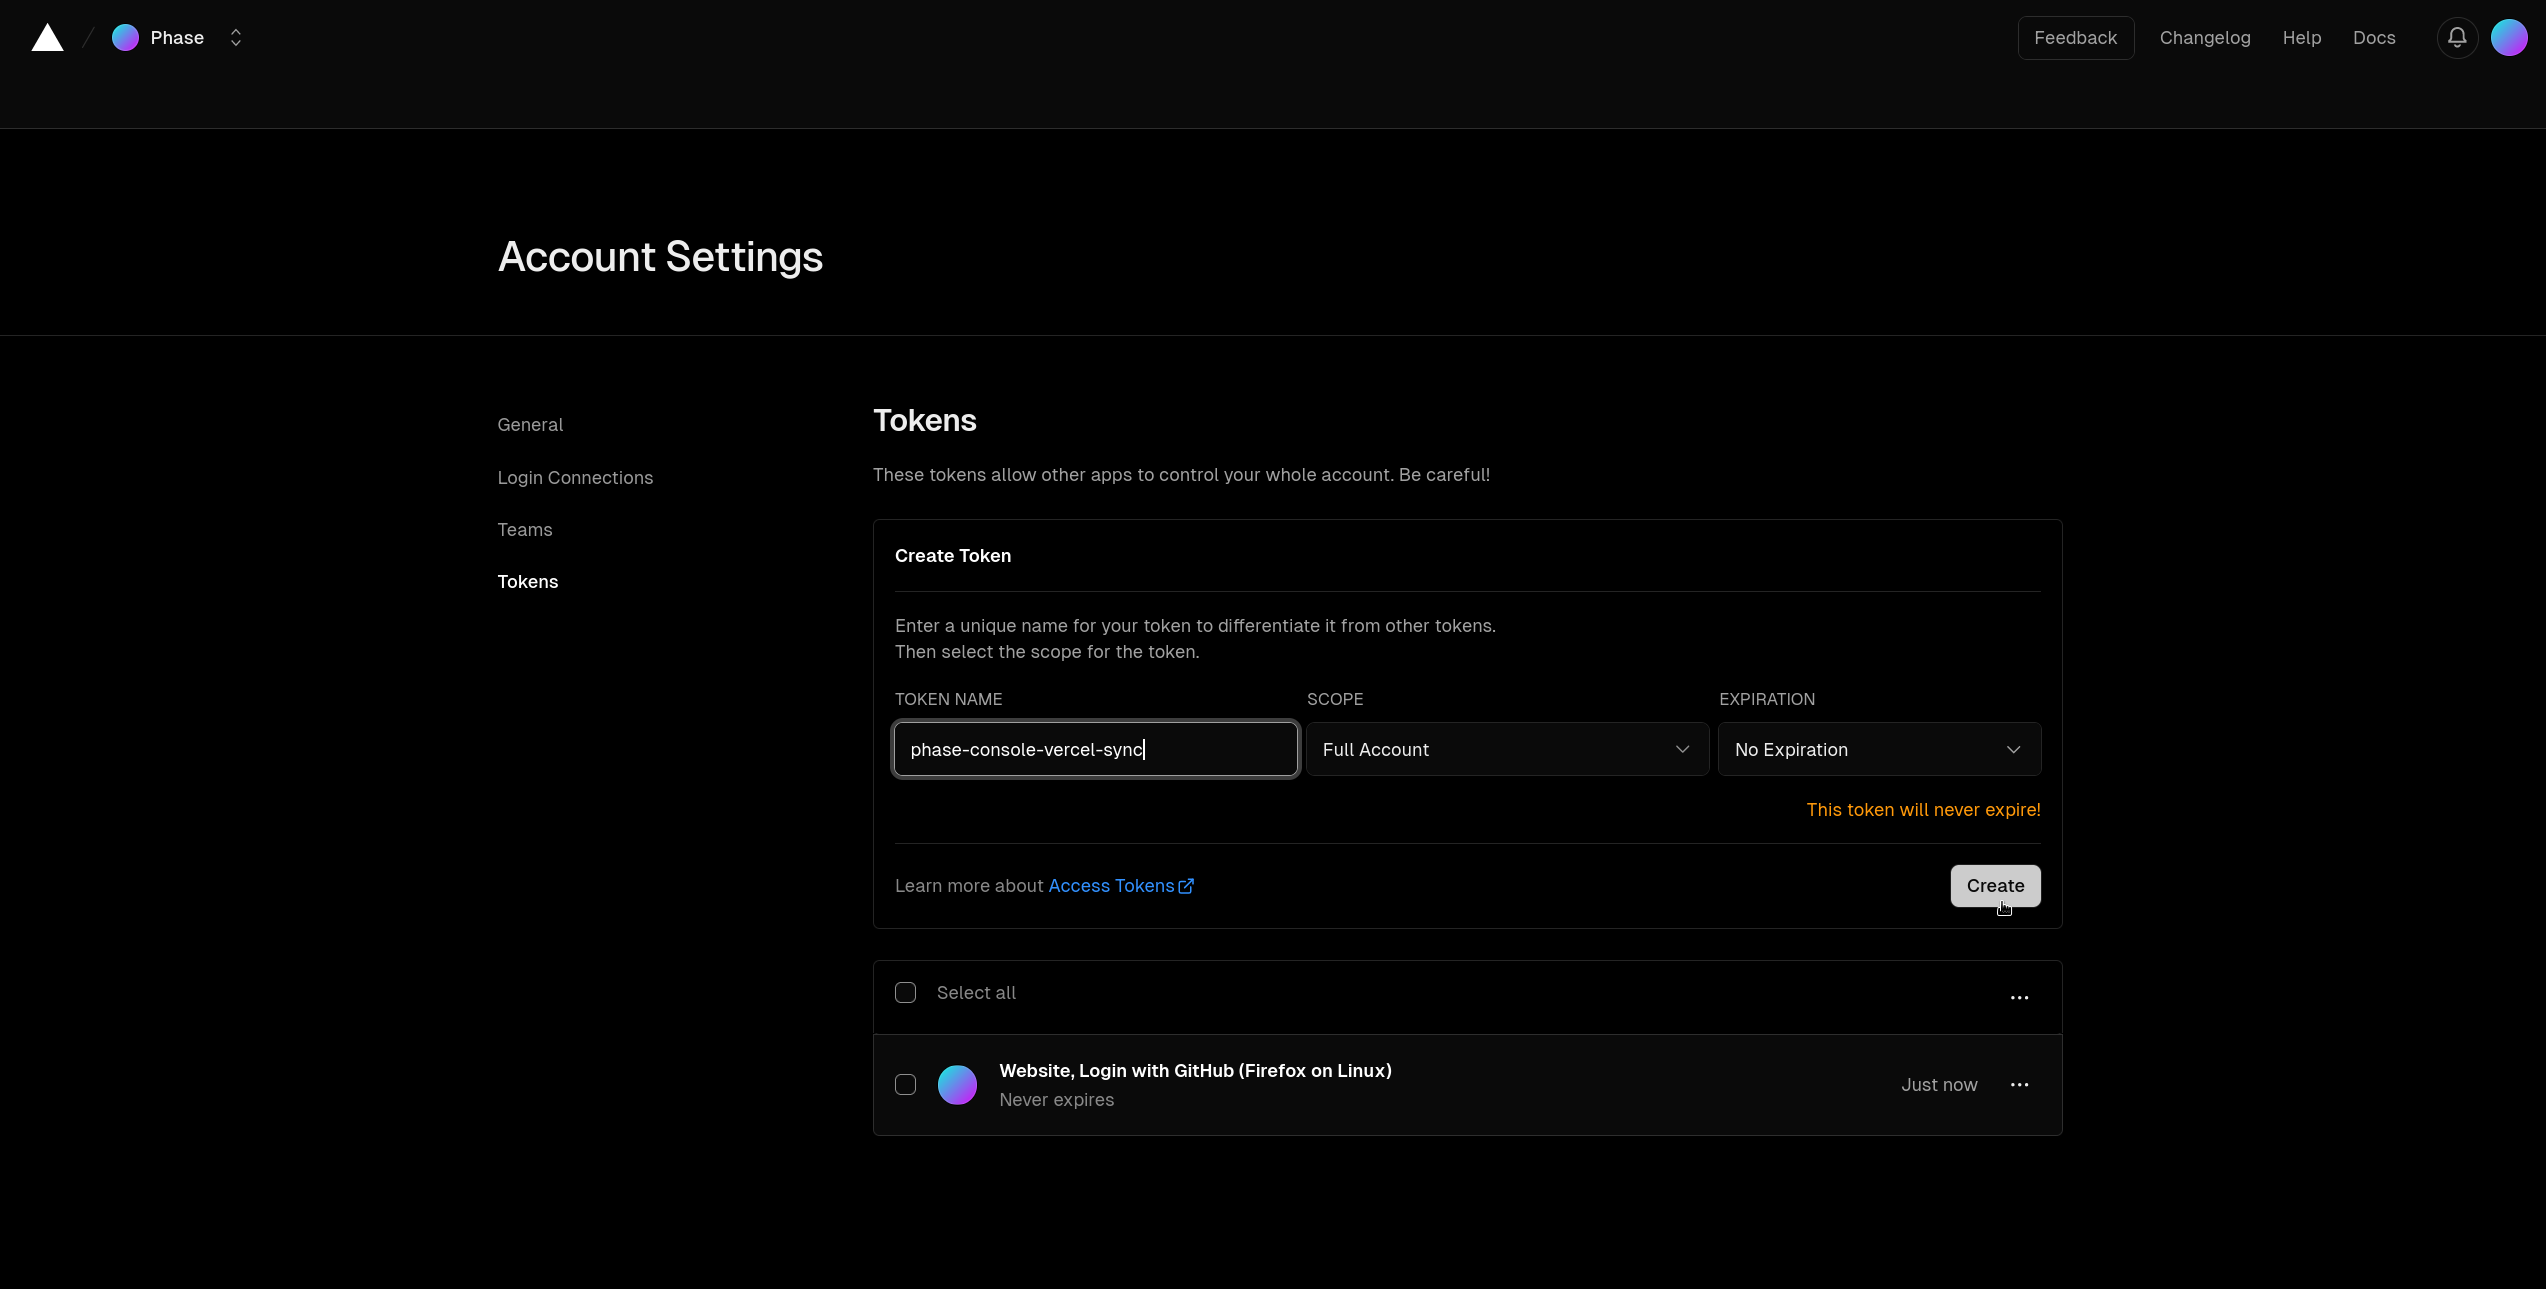 Phase
Feedback
Changelog
Help
Docs
Account Settings
General
Login Connections
Teams
Tokens
Tokens
These tokens allow other apps to control your whole account. Be careful!
Create Token
Enter a unique name for your token to differentiate it from other tokens.
Then select the scope for the token.
TOKEN NAME
SCOPE
EXPIRATION
phase-console-vercel-sync
Full Account
No Expiration
This token will never expire!
Learn more about Access Tokens
Create
Select all
Website, Login with GitHub (Firefox on Linux)
Never expires
Just now